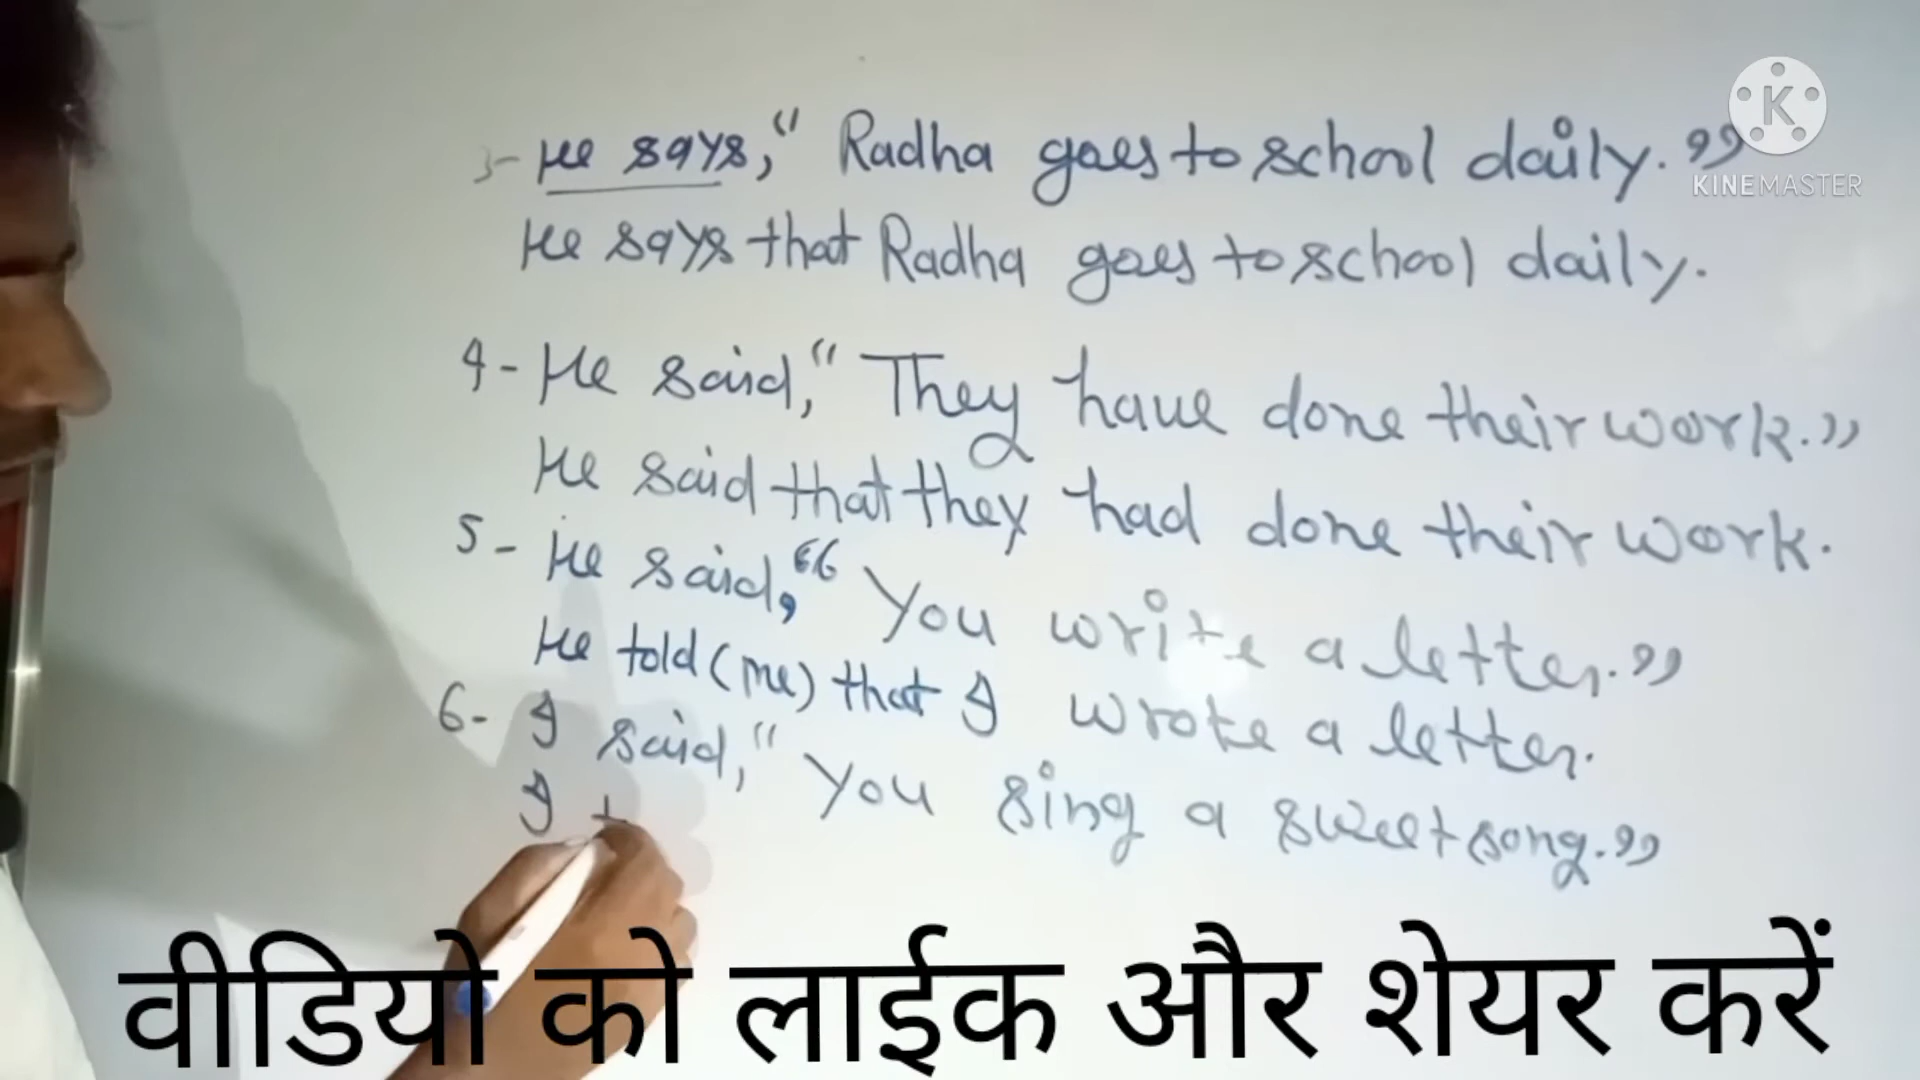 3- He says, “Radha goes to school daily.”
He says that Radha goes to school daily.
4- He said, “They have done their work.”
He said that they had done their work.
5- He said, “You write a letter.”
He told (me) that I wrote a letter.
6- I said, “You sing a sweet song.”
I t
K
KINEMASTER
वीडियो को लाईक और शेयर करें